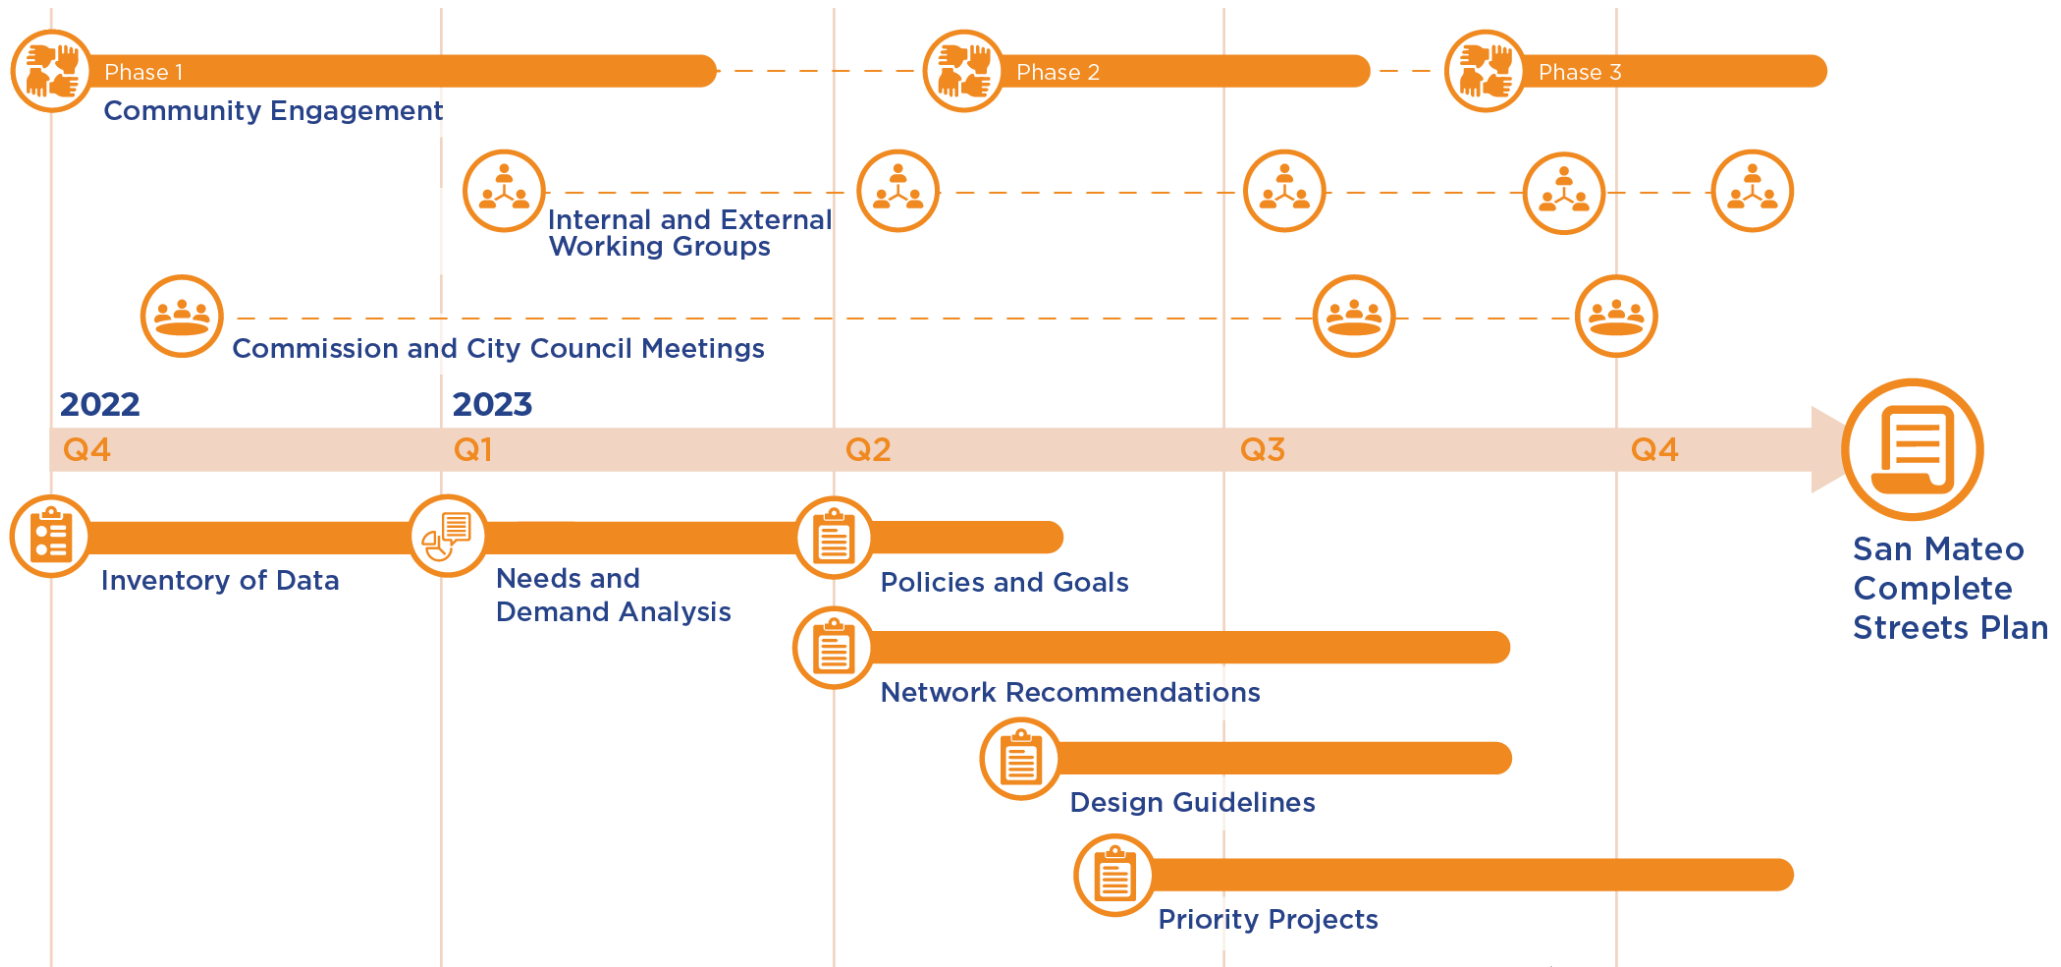 Phase 1
Phase 2
Phase 3
Community Engagement
Internal and External
Working Groups
Commission and City Council Meetings
2022
2023
Q4
Q1
Q2
Q3
Q4
San Mateo
Complete
Streets Plan
Inventory of Data
Needs and
Demand Analysis
Policies and Goals
Network Recommendations
Design Guidelines
Priority Projects